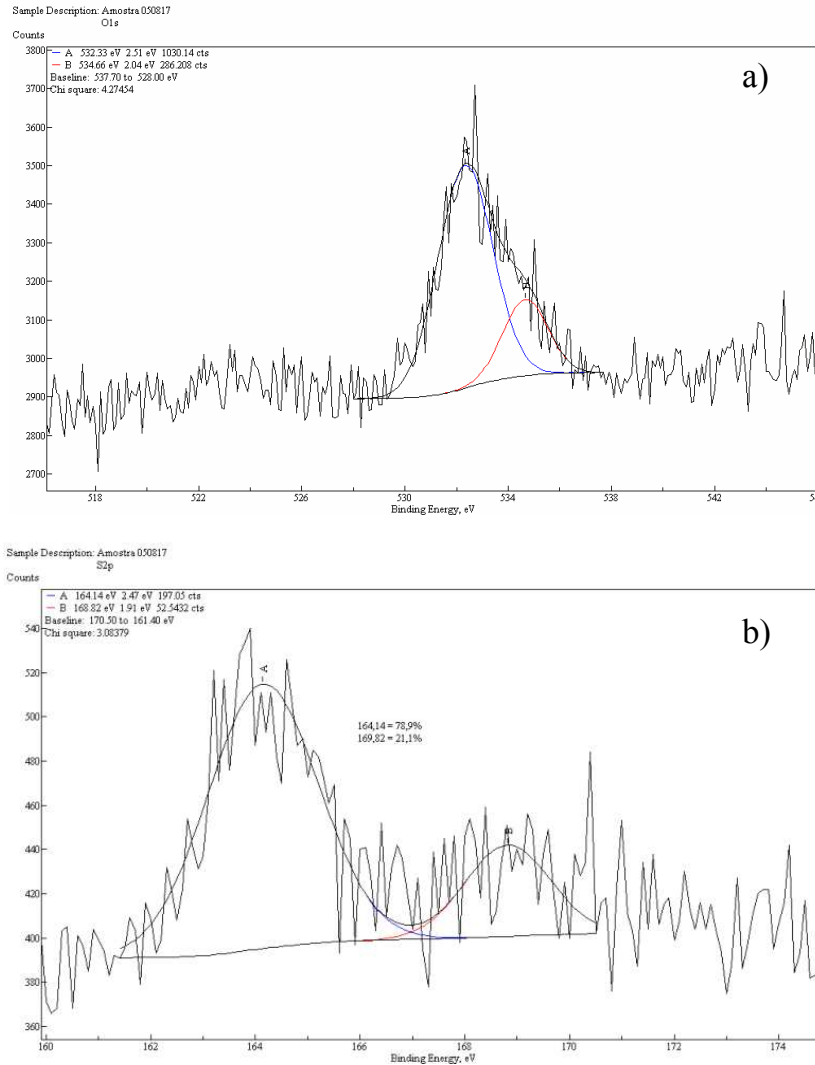 Sample Description: Amostra 050817
O1s
Counts
A 532.33 eV 2.51 eV 1030.14 cts
B 534.66 eV 2.04 eV 286.208 cts
Baseline: 537.70 to 528.00 eV
Chi square: 4.27454
a)
3800
3700
3600
3500
3400
3300
3200
3100
3000
2900
2800
2700
A
B
518 522 526 530 534 538 542
Binding Energy, eV
Sample Description: Amostra 050817
S2p
Counts
A 164.14 eV 2.47 eV 197.05 cts
B 168.82 eV 1.91 eV 52.5432 cts
Baseline: 170.50 to 161.40 eV
Chi square: 3.08379
b)
540
520
500
480
460
440
420
400
380
360
A
164,14 = 78,9%
169,82 = 21,1%
B
160 162 164 166 168 170 172 174
Binding Energy, eV